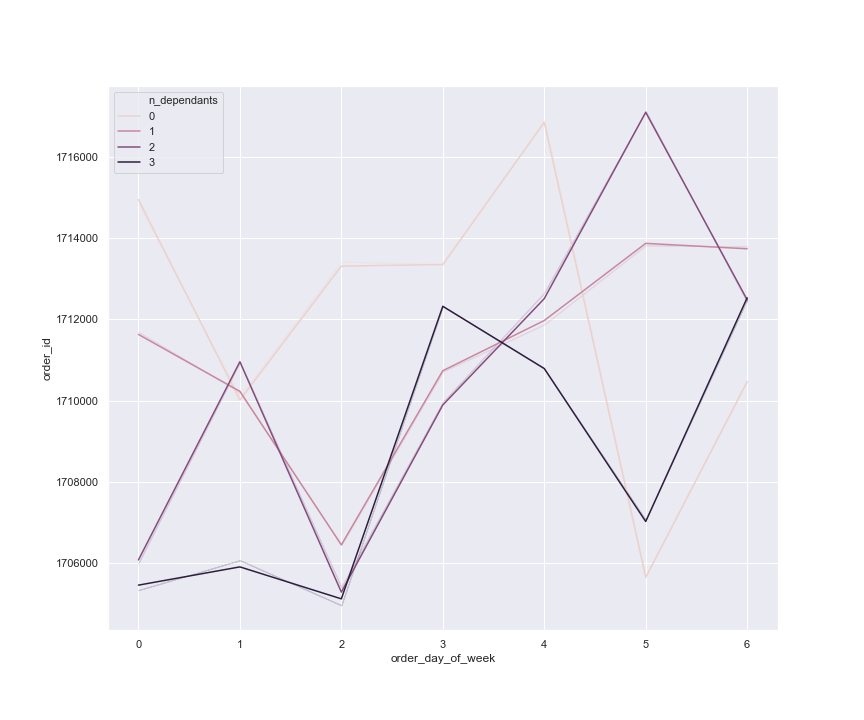 n_dependants
0
1
2
3
1716000
1714000
1712000
1710000
1708000
1706000
order_id
0 1 2 3 4 5 6
order_day_of_week